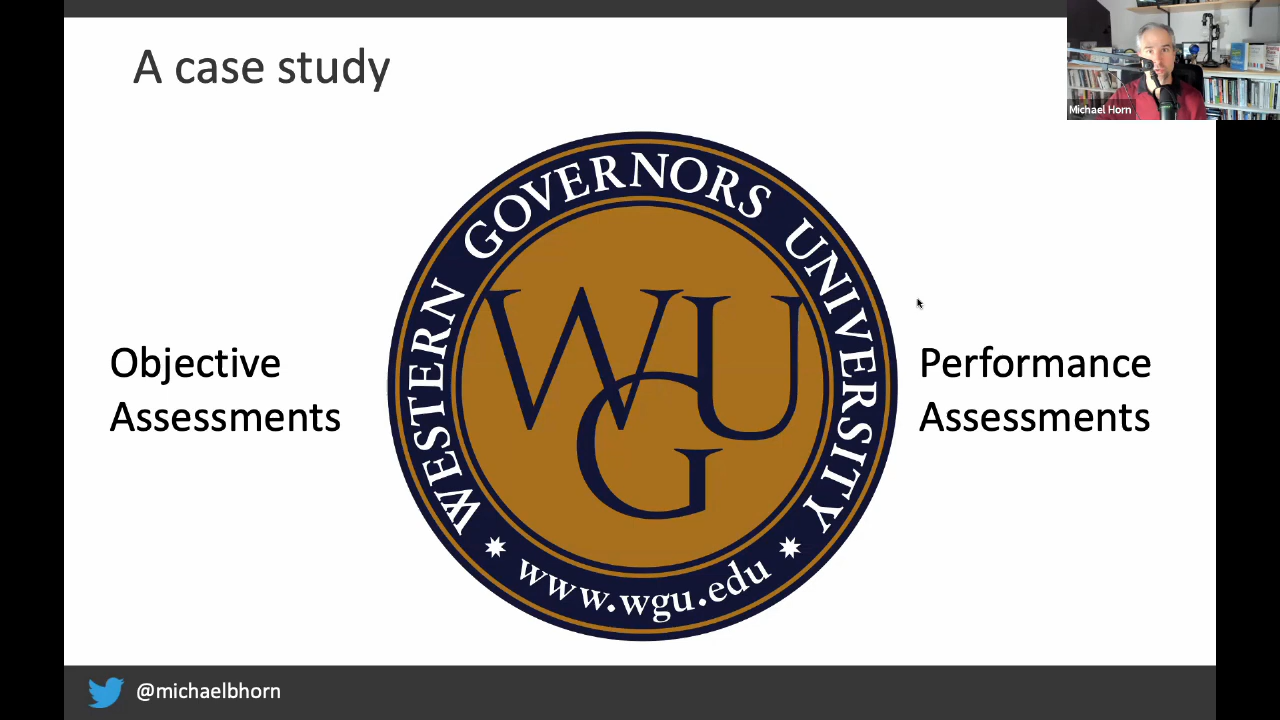 A case study
Michael Horn
WESTERN GOVERNORS UNIVERSITY
WGU
www.wgu.edu
Objective
Assessments
Performance
Assessments
@michaelbhorn